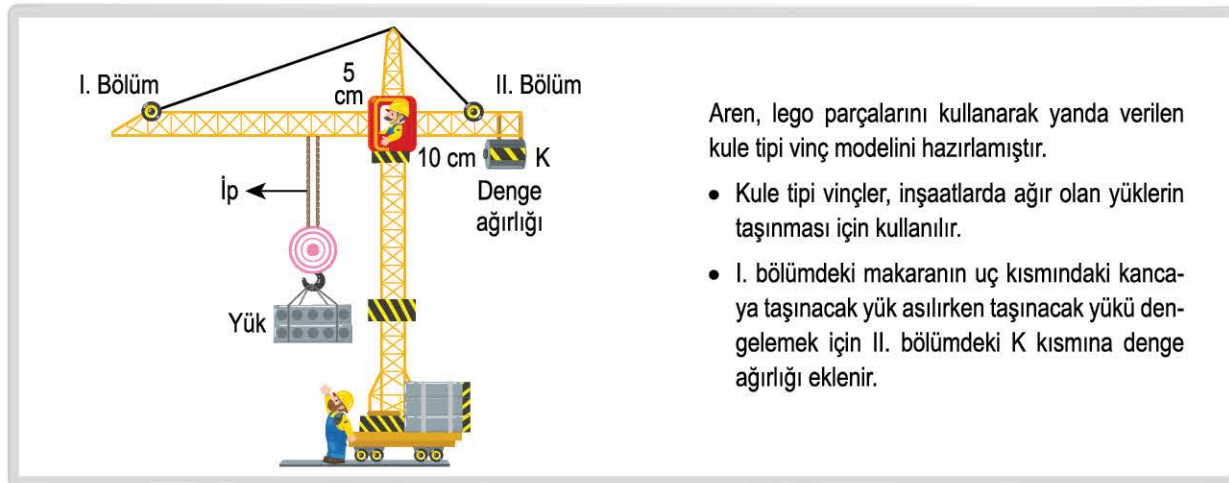 I. Bölüm
5
cm
II. Bölüm
10 cm
K
İp
Denge
ağırlığı
Yük
Aren, lego parçalarını kullanarak yanda verilen
kule tipi vinç modelini hazırlamıştır.
• Kule tipi vinçler, inşaatlarda ağır olan yüklerin
taşınması için kullanılır.
• I. bölümdeki makaranın uç kısmındaki kanca-
ya taşınacak yük asılırken taşınacak yükü den-
gelemek için II. bölümdeki K kısmına denge
ağırlığı eklenir.